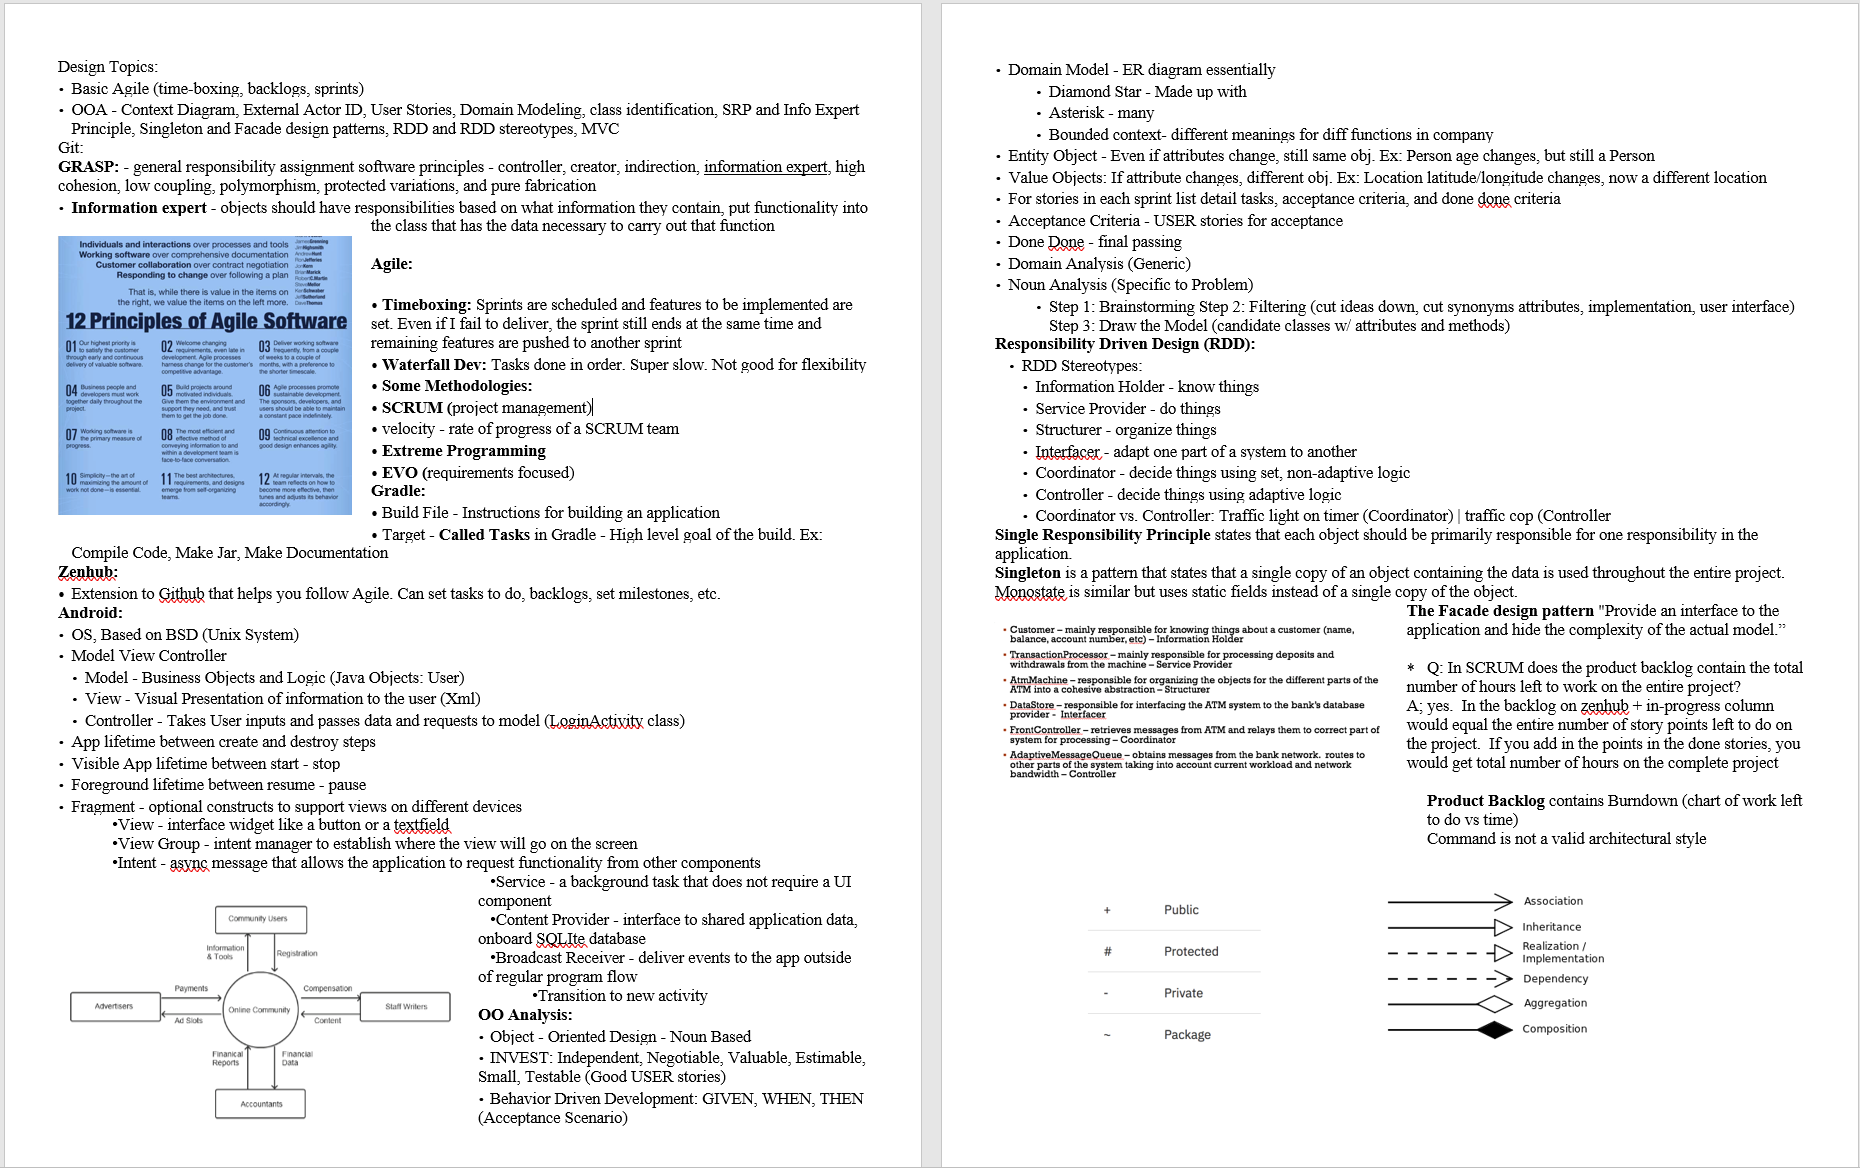 Design Topics:
• Basic Agile (time-boxing, backlogs, sprints)
• OOA - Context Diagram, External Actor ID, User Stories, Domain Modeling, class identification, SRP and Info Expert
Principle, Singleton and Facade design patterns, RDD and RDD stereotypes, MVC
Git:
GRASP: - general responsibility assignment software principles - controller, creator, indirection, information expert, high
cohesion, low coupling, polymorphism, protected variations, and pure fabrication
• Information expert - objects should have responsibilities based on what information they contain, put functionality into
the class that has the data necessary to carry out that function
Individuals and interactions over processes and tools
Working software over comprehensive documentation
Customer collaboration over contract negotiation
Responding to change over following a plan
That is, while there is value in the items on
the right, we value the items on the left more.
12 Principles of Agile Software
01 Our highest priority is
to satisfy the customer
through early and continuous
delivery of valuable software.
02 Welcome changing
requirements, even late in
development. Agile processes
harness change for the customer's
competitive advantage.
03 Deliver working software
frequently, from a couple
of weeks to a couple of
months, with a preference to
the shorter timescale.
04 Business people and
developers must work
together daily throughout the
project.
05 Build projects around
motivated individuals.
Give them the environment and
support they need, and trust
them to get the job done.
06 Agile processes promote
sustainable development.
The sponsors, developers, and
users should be able to maintain
a constant pace indefinitely.
07 Working software is
the primary measure of
progress.
08 The most efficient and
effective method of
conveying information to and
within a development team is
face-to-face conversation.
09 Continuous attention to
technical excellence and
good design enhances agility.
10 Simplicity—the art of
maximizing the amount of
work not done—is essential.
11 The best architectures,
requirements, and designs
emerge from self-organizing
teams.
12 At regular intervals, the
team reflects on how to
become more effective, then
tunes and adjusts its behavior
accordingly.
Agile:
• Timeboxing: Sprints are scheduled and features to be implemented are
set. Even if I fail to deliver, the sprint still ends at the same time and
remaining features are pushed to another sprint
• Waterfall Dev: Tasks done in order. Super slow. Not good for flexibility
• Some Methodologies:
• SCRUM (project management)
• velocity - rate of progress of a SCRUM team
• Extreme Programming
• EVO (requirements focused)
Gradle:
• Build File - Instructions for building an application
• Target - Called Tasks in Gradle - High level goal of the build. Ex:
Compile Code, Make Jar, Make Documentation
Zenhub:
• Extension to Github that helps you follow Agile. Can set tasks to do, backlogs, set milestones, etc.
Android:
• OS, Based on BSD (Unix System)
• Model View Controller
• Model - Business Objects and Logic (Java Objects: User)
• View - Visual Presentation of information to the user (Xml)
• Controller - Takes User inputs and passes data and requests to model (LoginActivity class)
• App lifetime between create and destroy steps
• Visible App lifetime between start - stop
• Foreground lifetime between resume - pause
• Fragment - optional constructs to support views on different devices
•View - interface widget like a button or a textfield
•View Group - intent manager to establish where the view will go on the screen
•Intent - async message that allows the application to request functionality from other components
•Service - a background task that does not require a UI
component
•Content Provider - interface to shared application data,
onboard SQLIte database
•Broadcast Receiver - deliver events to the app outside
of regular program flow
•Transition to new activity
Community Users
Information
& Tools
Registration
Payments
Compensation
Advertisers
Online Community
Staff Writers
Ad Slots
Content
Finanical
Reports
Financial
Data
Accountants
OO Analysis:
• Object - Oriented Design - Noun Based
• INVEST: Independent, Negotiable, Valuable, Estimable,
Small, Testable (Good USER stories)
• Behavior Driven Development: GIVEN, WHEN, THEN
(Acceptance Scenario)
• Domain Model - ER diagram essentially
• Diamond Star - Made up with
• Asterisk - many
• Bounded context- different meanings for diff functions in company
• Entity Object - Even if attributes change, still same obj. Ex: Person age changes, but still a Person
• Value Objects: If attribute changes, different obj. Ex: Location latitude/longitude changes, now a different location
• For stories in each sprint list detail tasks, acceptance criteria, and done done criteria
• Acceptance Criteria - USER stories for acceptance
• Done Done - final passing
• Domain Analysis (Generic)
• Noun Analysis (Specific to Problem)
• Step 1: Brainstorming Step 2: Filtering (cut ideas down, cut synonyms attributes, implementation, user interface)
Step 3: Draw the Model (candidate classes w/ attributes and methods)
Responsibility Driven Design (RDD):
• RDD Stereotypes:
• Information Holder - know things
• Service Provider - do things
• Structurer - organize things
• Interfacer - adapt one part of a system to another
• Coordinator - decide things using set, non-adaptive logic
• Controller - decide things using adaptive logic
• Coordinator vs. Controller: Traffic light on timer (Coordinator) | traffic cop (Controller
Single Responsibility Principle states that each object should be primarily responsible for one responsibility in the
application.
Singleton is a pattern that states that a single copy of an object containing the data is used throughout the entire project.
Monostate is similar but uses static fields instead of a single copy of the object.
• Customer – mainly responsible for knowing things about a customer (name,
balance, account number, etc) – Information Holder
• TransactionProcessor – mainly responsible for processing deposits and
withdrawals from the machine – Service Provider
• AtmMachine – responsible for organizing the objects for the different parts of the
ATM into a cohesive abstraction – Structurer
• DataStore – responsible for interfacing the ATM system to the bank's database
provider - Interfacer
• FrontController – retrieves messages from ATM and relays them to correct part of
system for processing – Coordinator
• AdaptiveMessageQueue – obtains messages from the bank network. routes to
other parts of the system taking into account current workload and network
bandwidth – Controller
The Facade design pattern "Provide an interface to the
application and hide the complexity of the actual model.”
* Q: In SCRUM does the product backlog contain the total
number of hours left to work on the entire project?
A; yes. In the backlog on zenhub + in-progress column
would equal the entire number of story points left to do on
the project. If you add in the points in the done stories, you
would get total number of hours on the complete project
Product Backlog contains Burndown (chart of work left
to do vs time)
Command is not a valid architectural style
+ Public
# Protected
- Private
~ Package
Association
Inheritance
Realization /
Implementation
Dependency
Aggregation
Composition